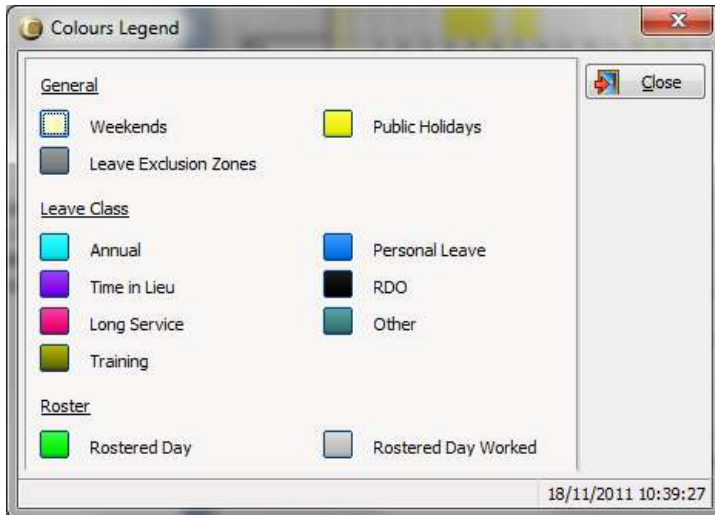 Colours Legend
Close
General
Weekends
Public Holidays
Leave Exclusion Zones
Leave Class
Annual
Personal Leave
Time in Lieu
RDO
Long Service
Other
Training
Roster
Rostered Day
Rostered Day Worked
18/11/2011 10:39:27